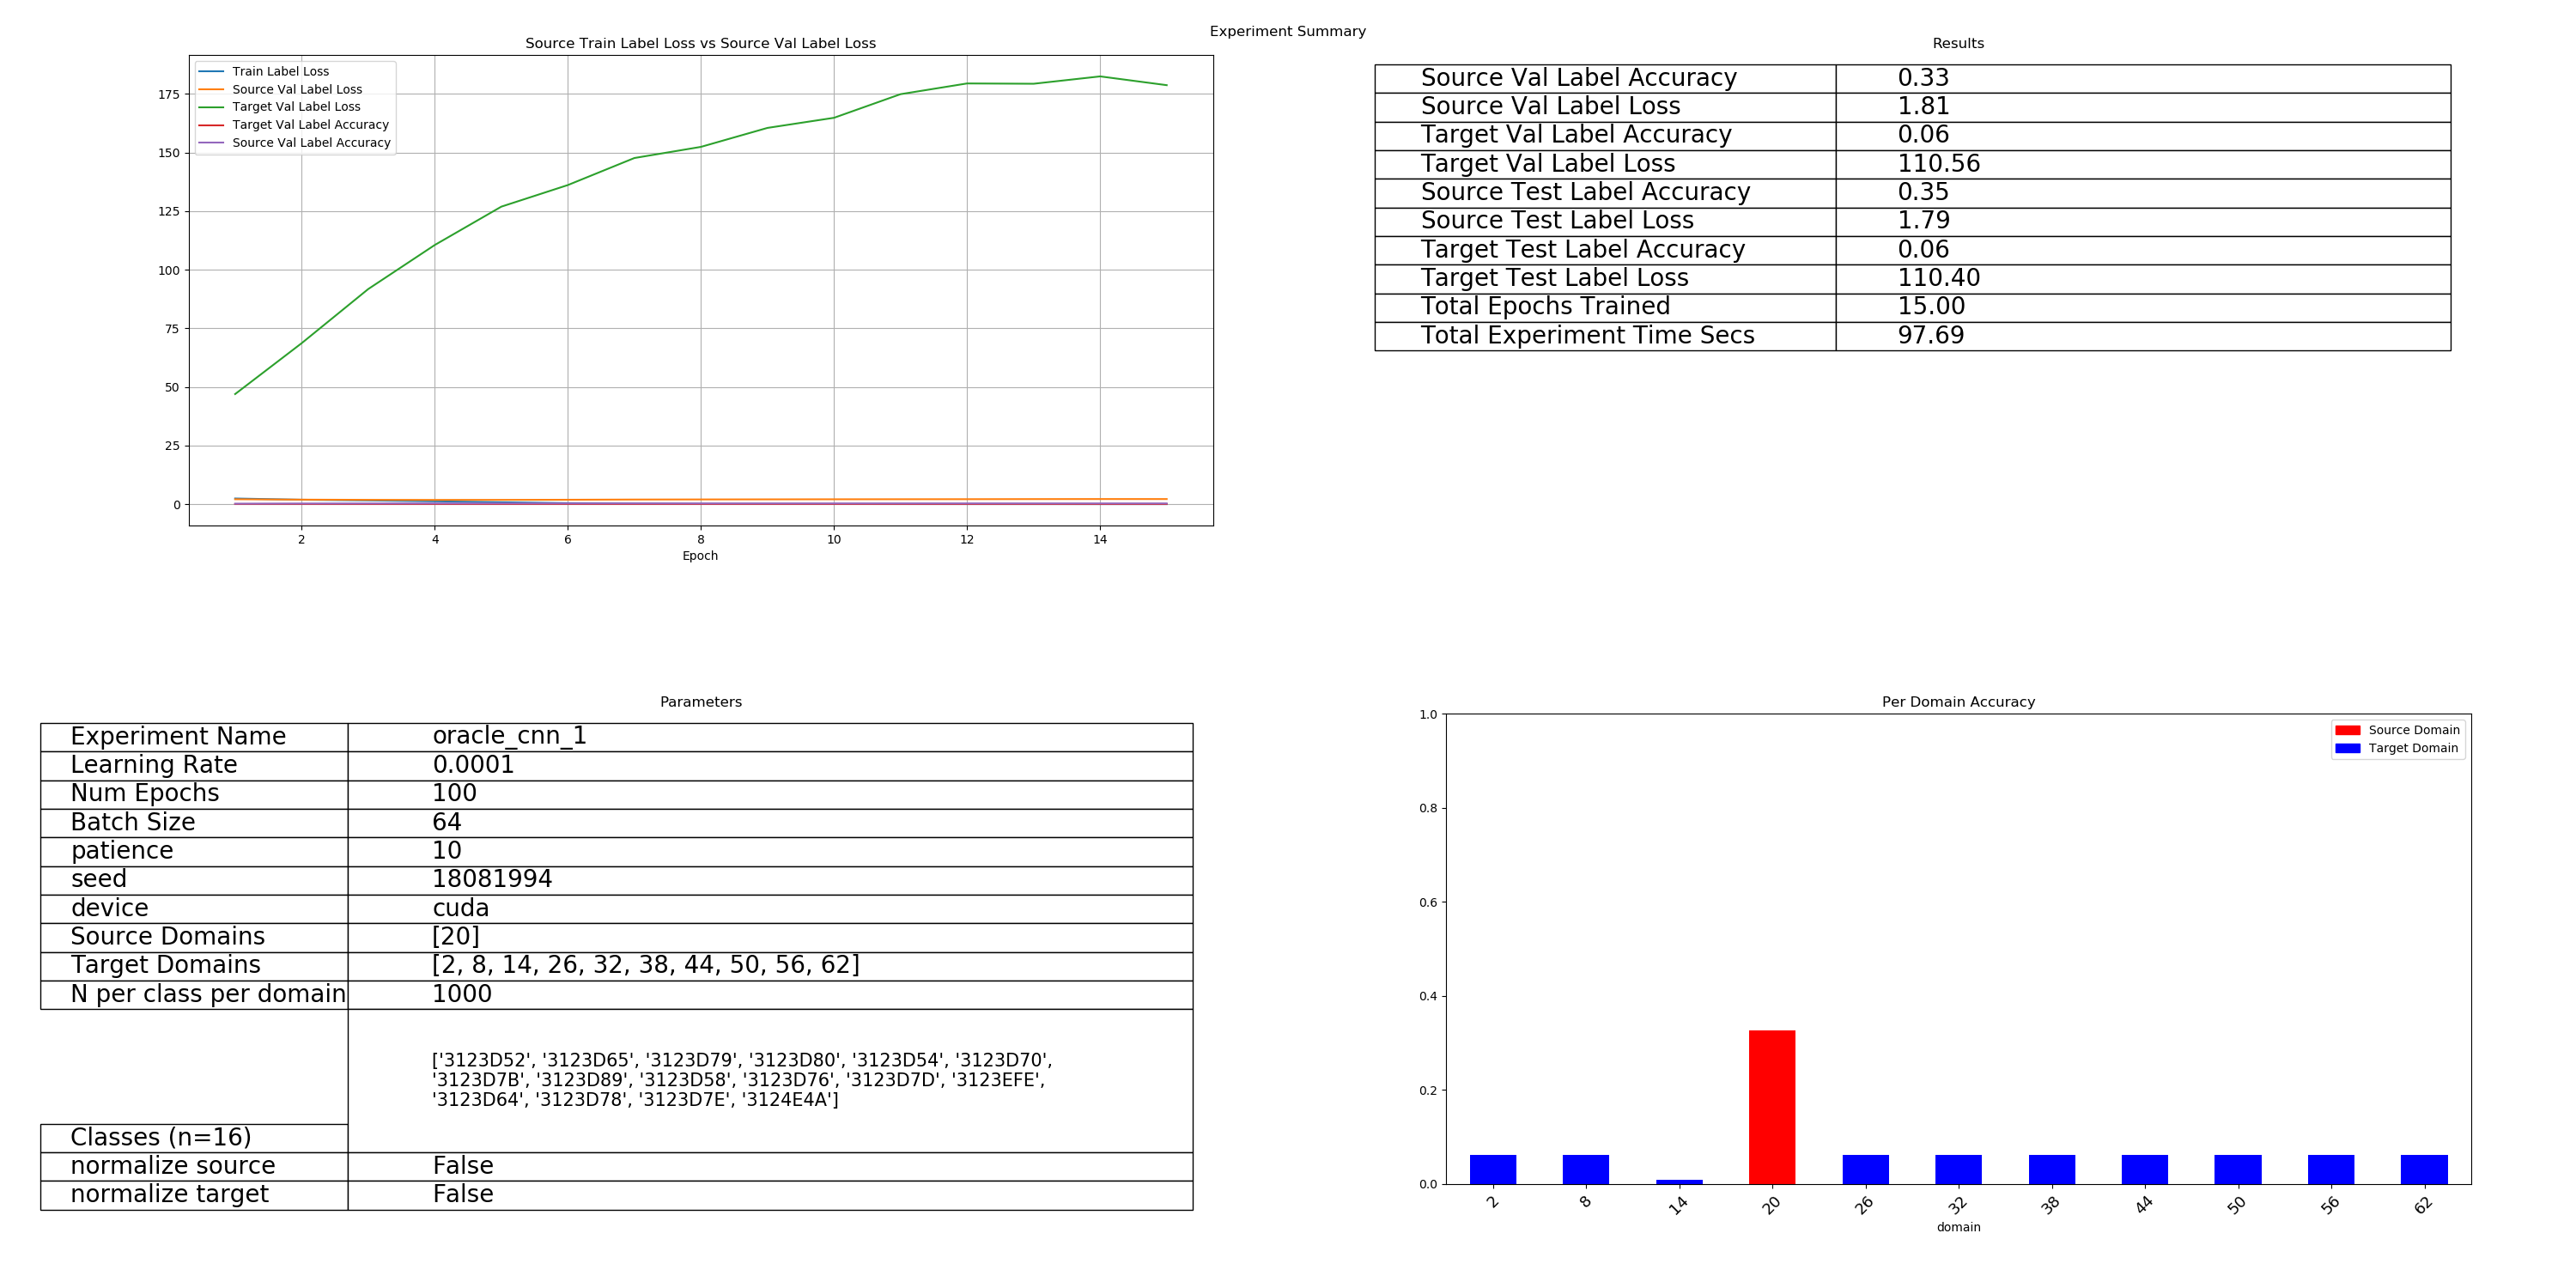 Experiment Summary
Source Train Label Loss vs Source Val Label Loss
Train Label Loss
Source Val Label Loss
Target Val Label Loss
Target Val Label Accuracy
Source Val Label Accuracy
175
150
125
100
75
50
25
0
2 4 6 8 10 12 14
Epoch
Results
Source Val Label Accuracy 0.33
Source Val Label Loss 1.81
Target Val Label Accuracy 0.06
Target Val Label Loss 110.56
Source Test Label Accuracy 0.35
Source Test Label Loss 1.79
Target Test Label Accuracy 0.06
Target Test Label Loss 110.40
Total Epochs Trained 15.00
Total Experiment Time Secs 97.69
Parameters
Experiment Name oracle_cnn_1
Learning Rate 0.0001
Num Epochs 100
Batch Size 64
patience 10
seed 18081994
device cuda
Source Domains [20]
Target Domains [2, 8, 14, 26, 32, 38, 44, 50, 56, 62]
N per class per domain 1000
['3123D52', '3123D65', '3123D79', '3123D80', '3123D54', '3123D70',
'3123D7B', '3123D89', '3123D58', '3123D76', '3123D7D', '3123EFE',
'3123D64', '3123D78', '3123D7E', '3124E4A']
Classes (n=16)
normalize source False
normalize target False
Per Domain Accuracy
Source Domain
Target Domain
1.0
0.8
0.6
0.4
0.2
0.0
2 8 14 20 26 32 38 44 50 56 62
domain